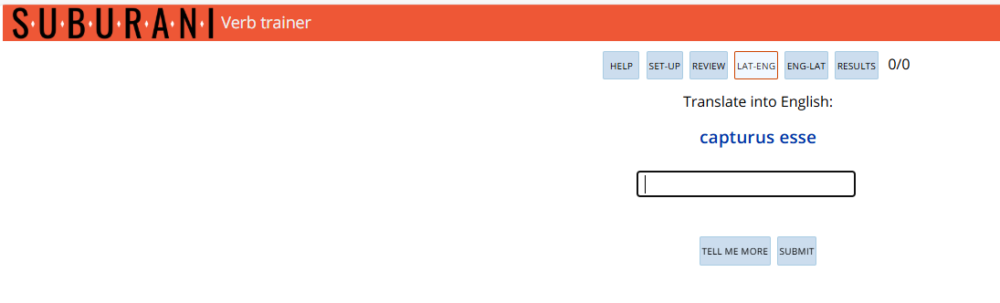 SUBURANI Verb trainer
HELP SET-UP REVIEW LAT-ENG ENG-LAT RESULTS 0/0
Translate into English:
capturus esse
TELL ME MORE SUBMIT